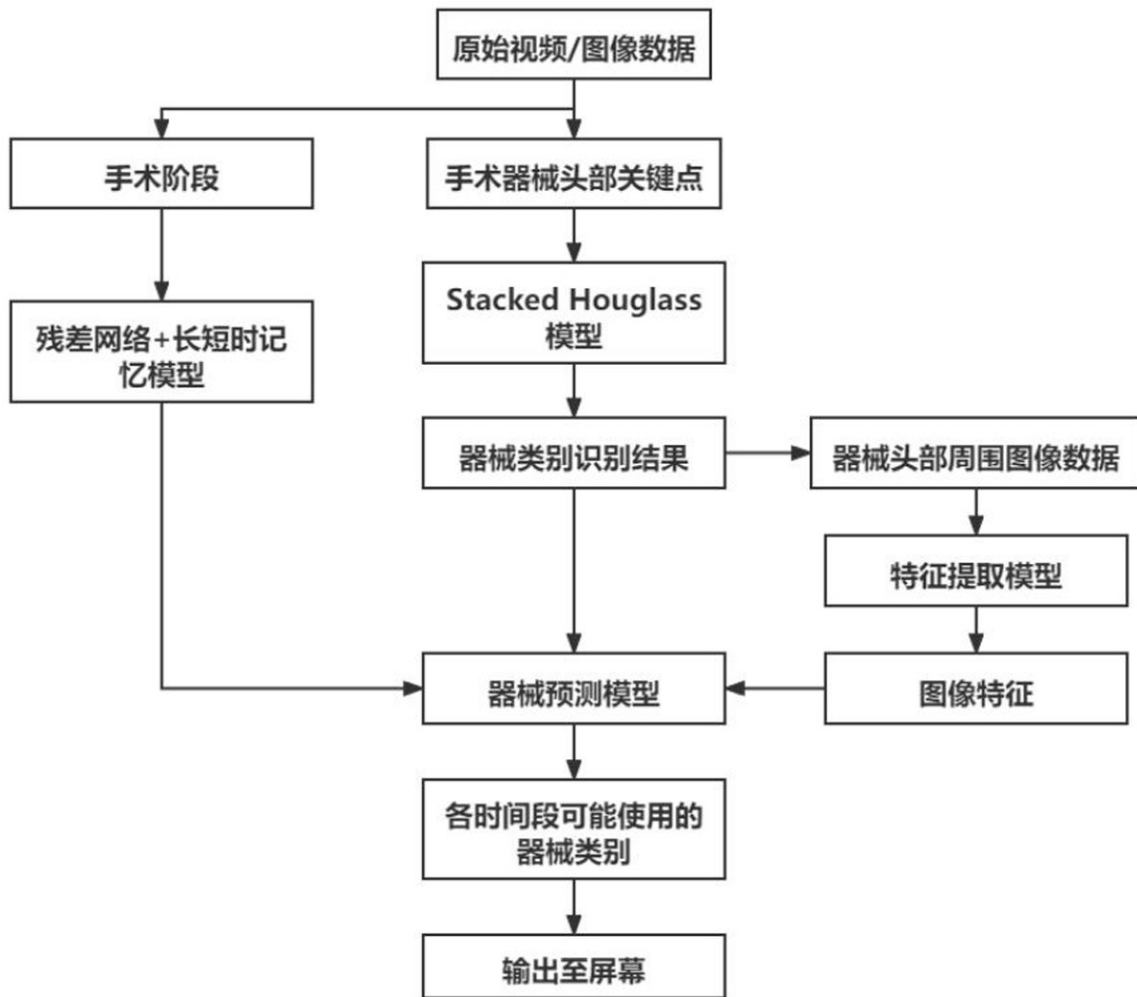 原始视频/图像数据
手术阶段
手术器械头部关键点
Stacked Houglass
模型
残差网络+长短时记
忆模型
器械类别识别结果
器械头部周围图像数据
特征提取模型
器械预测模型
图像特征
各时间段可能使用的
器械类别
输出至屏幕